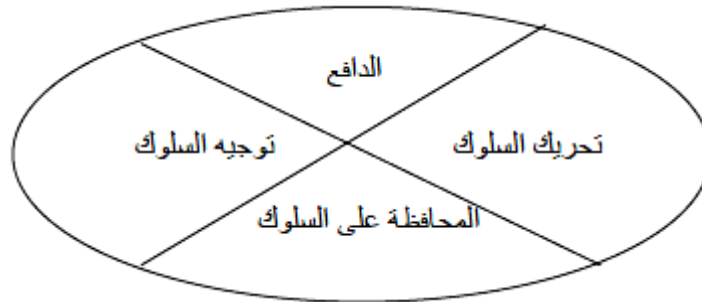 الدافع
تحريك السلوك
توجيه السلوك
المحافظة على السلوك